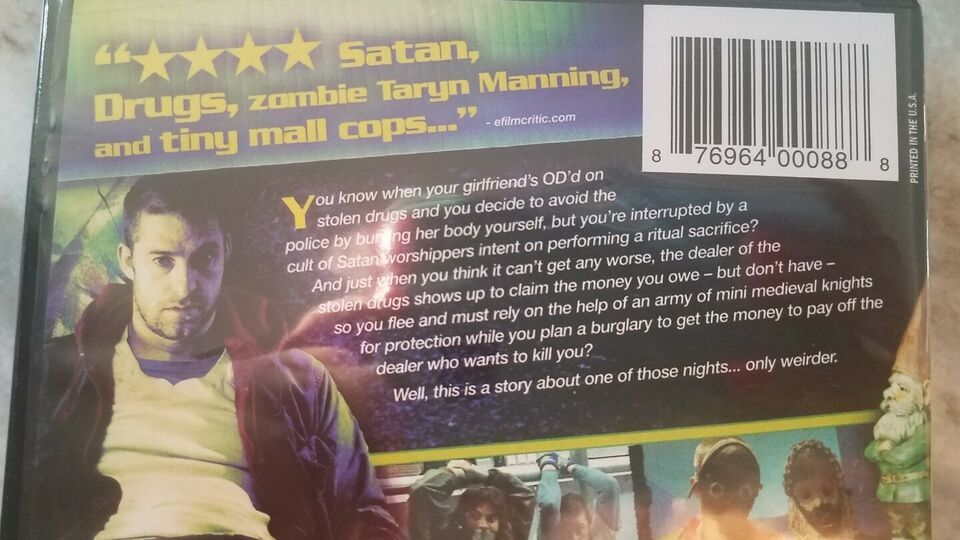 “★★★★ Satan,
Drugs, zombie Taryn Manning,
and tiny mall cops...” - efilmcritic.com
8 76964 00088 8
PRINTED IN THE U.S.A.
You know when your girlfriend's OD'd on
stolen drugs and you decide to avoid the
police by burying her body yourself, but you're interrupted by a
cult of Satan worshippers intent on performing a ritual sacrifice?
And just when you think it can't get any worse, the dealer of the
stolen drugs shows up to claim the money you owe – but don't have –
so you flee and must rely on the help of an army of mini medieval knights
for protection while you plan a burglary to get the money to pay off the
dealer who wants to kill you?
Well, this is a story about one of those nights... only weirder.